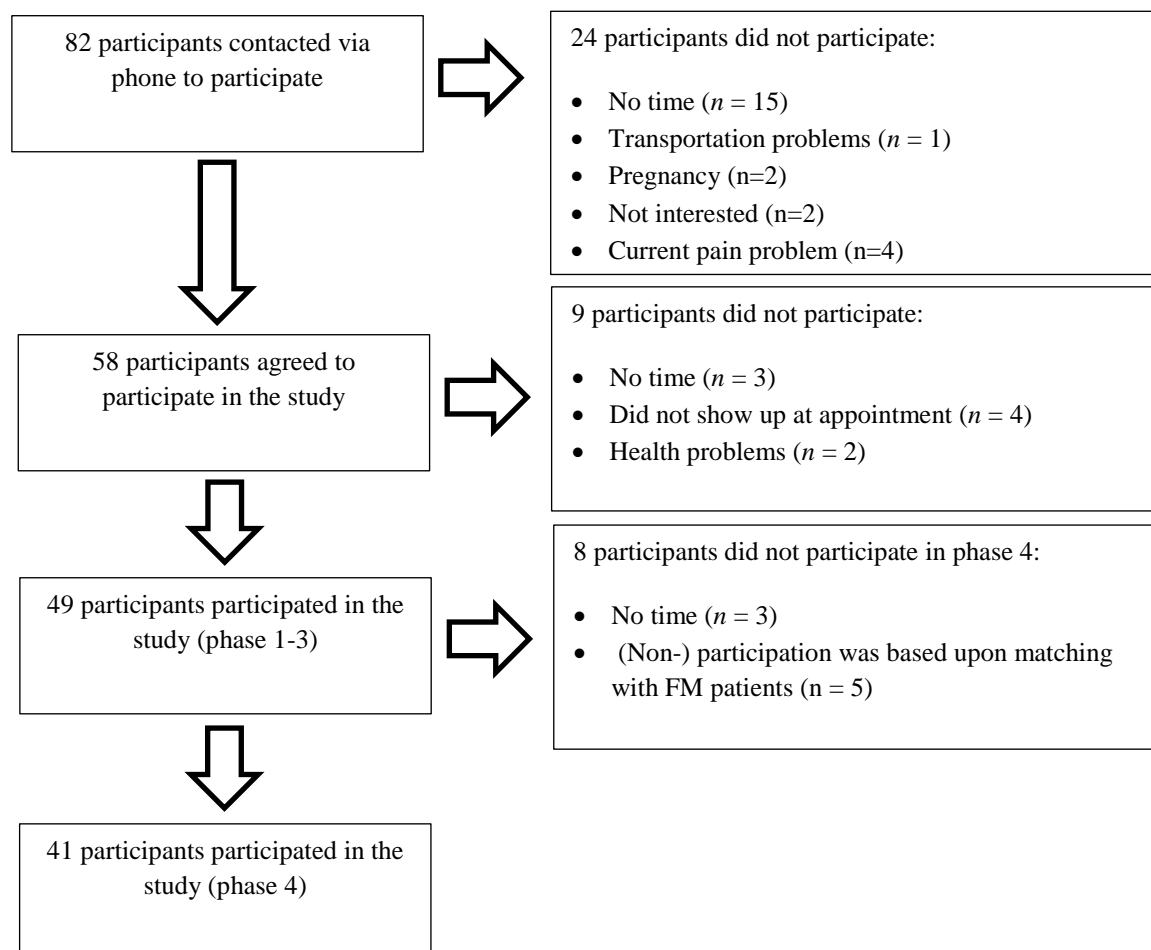 82 participants contacted via
phone to participate
24 participants did not participate:
• No time (n = 15)
• Transportation problems (n = 1)
• Pregnancy (n=2)
• Not interested (n=2)
• Current pain problem (n=4)
58 participants agreed to
participate in the study
9 participants did not participate:
• No time (n = 3)
• Did not show up at appointment (n = 4)
• Health problems (n = 2)
49 participants participated in the
study (phase 1-3)
8 participants did not participate in phase 4:
• No time (n = 3)
• (Non-) participation was based upon matching
with FM patients (n = 5)
41 participants participated in the
study (phase 4)